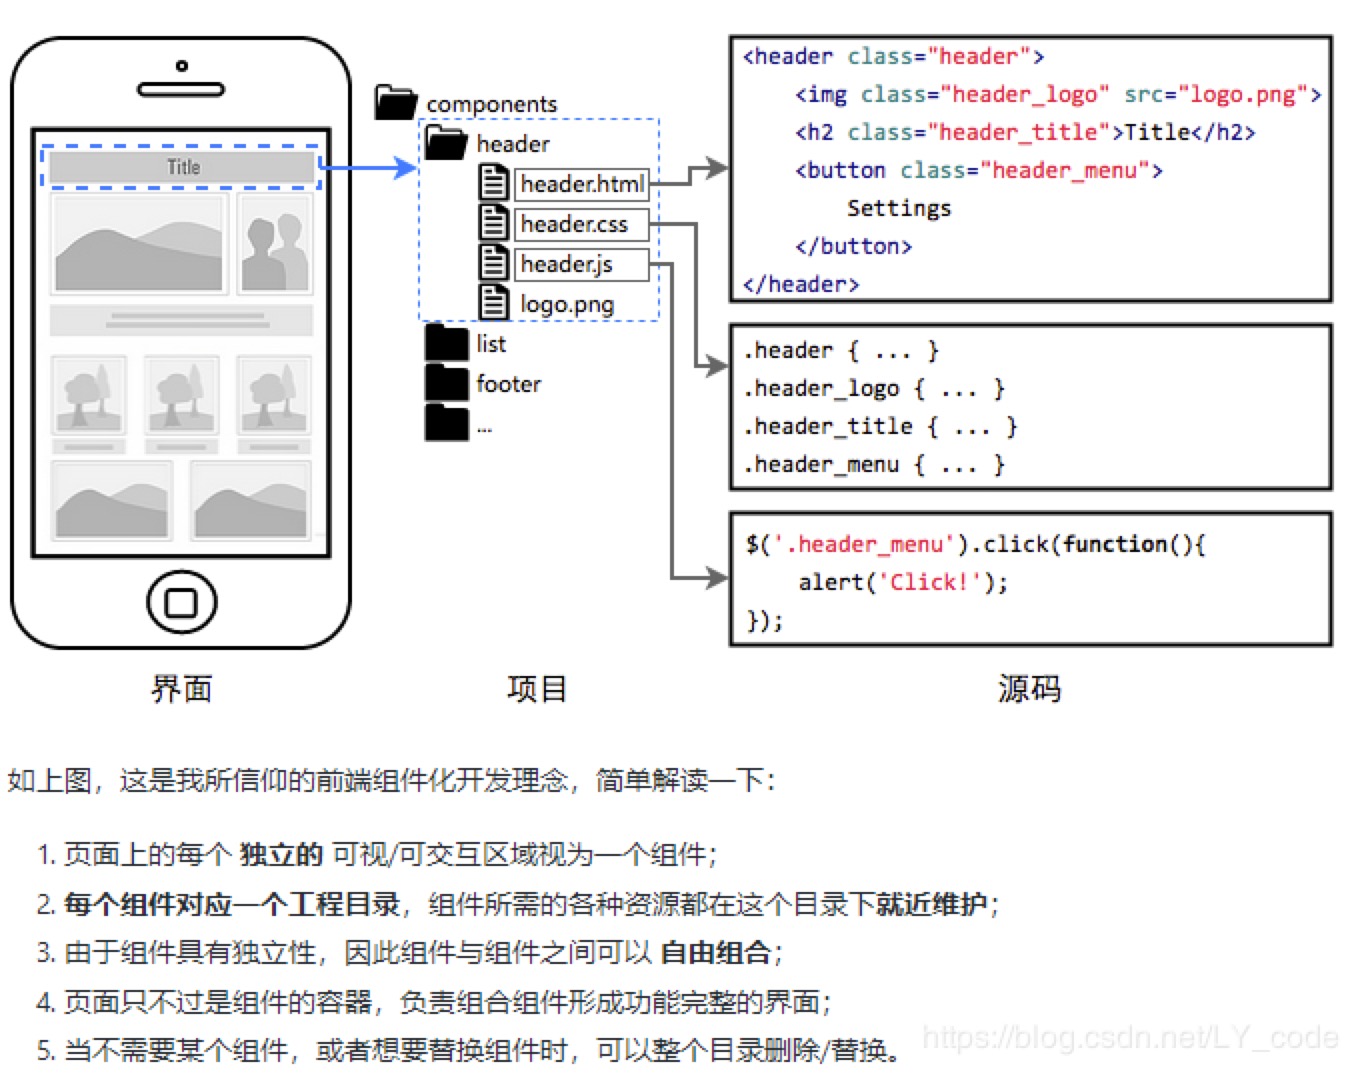 Title
components
header
header.html
header.css
header.js
logo.png
list
footer
...
<header class="header">
<img class="header_logo" src="logo.png">
<h2 class="header_title">Title</h2>
<button class="header_menu">
Settings
</button>
</header>
.header { ... }
.header_logo { ... }
.header_title { ... }
.header_menu { ... }
$('.header_menu').click(function(){
alert('Click!');
});
界面
项目
源码
如上图，这是我所信仰的前端组件化开发理念，简单解读一下：
1. 页面上的每个 独立的 可视/可交互区域视为一个组件；
2. 每个组件对应一个工程目录，组件所需的各种资源都在这个目录下就近维护；
3. 由于组件具有独立性，因此组件与组件之间可以 自由组合；
4. 页面只不过是组件的容器，负责组合组件形成功能完整的界面；
5. 当不需要某个组件，或者想要替换组件时，可以整个目录删除/替换。
https://blog.csdn.net/LY_code